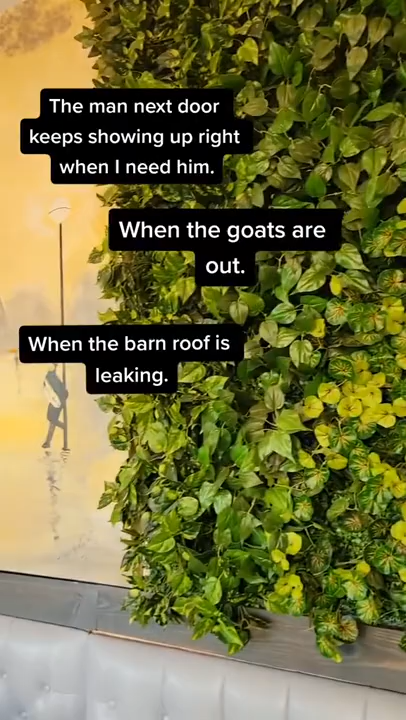 The man next door
keeps showing up right
when I need him.
When the goats are
out.
When the barn roof is
leaking.